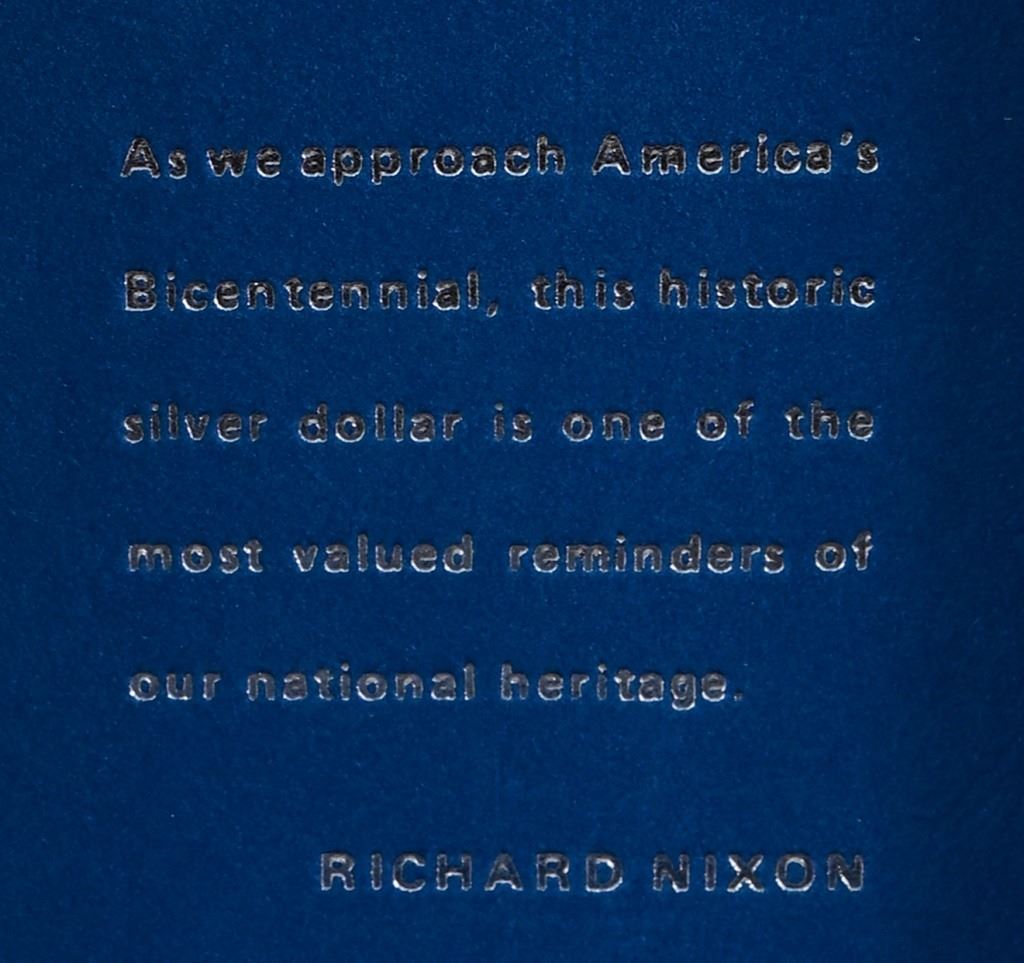 As we approach America's
Bicentennial, this historic
silver dollar is one of the
most valued reminders of
our national heritage.
RICHARD NIXON